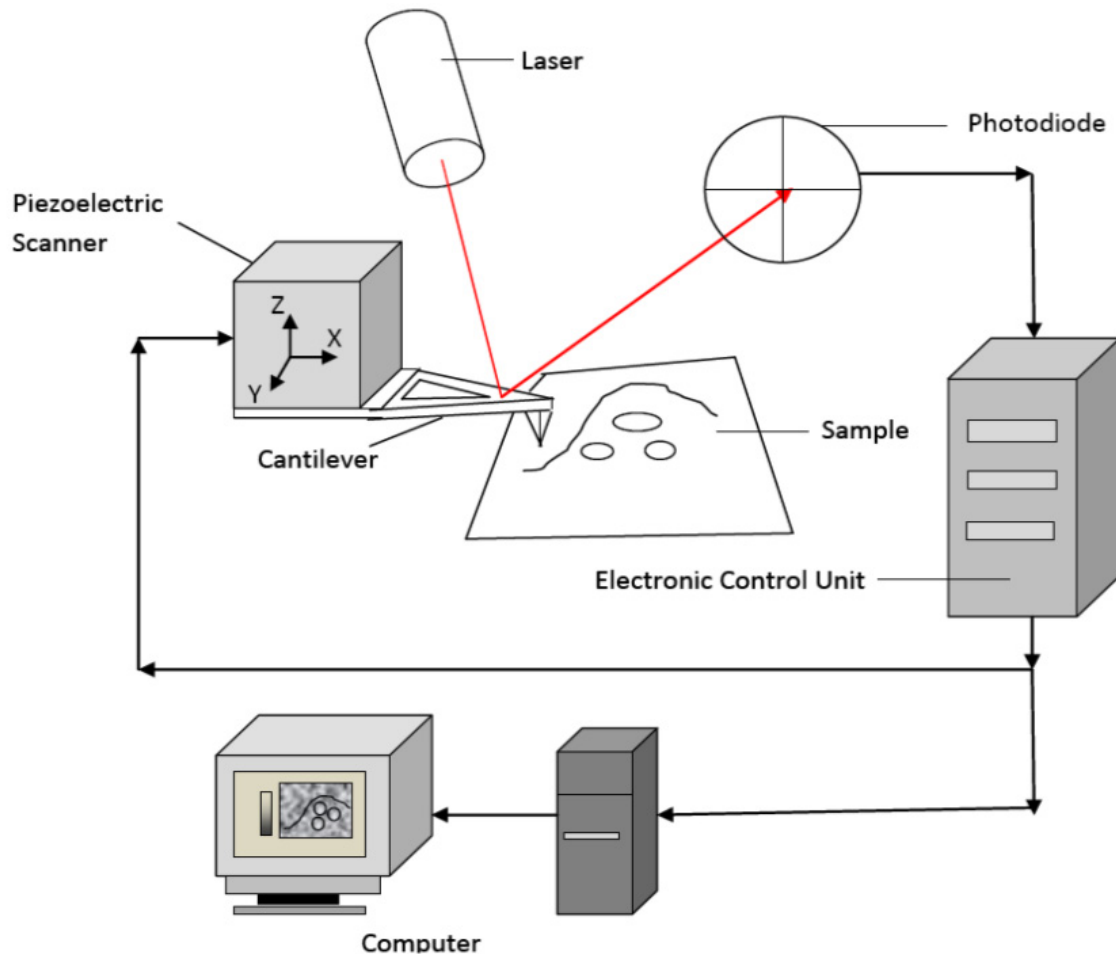 Laser
Photodiode
Piezoelectric
Scanner
Z
X
Y
Cantilever
Sample
Electronic Control Unit
Computer